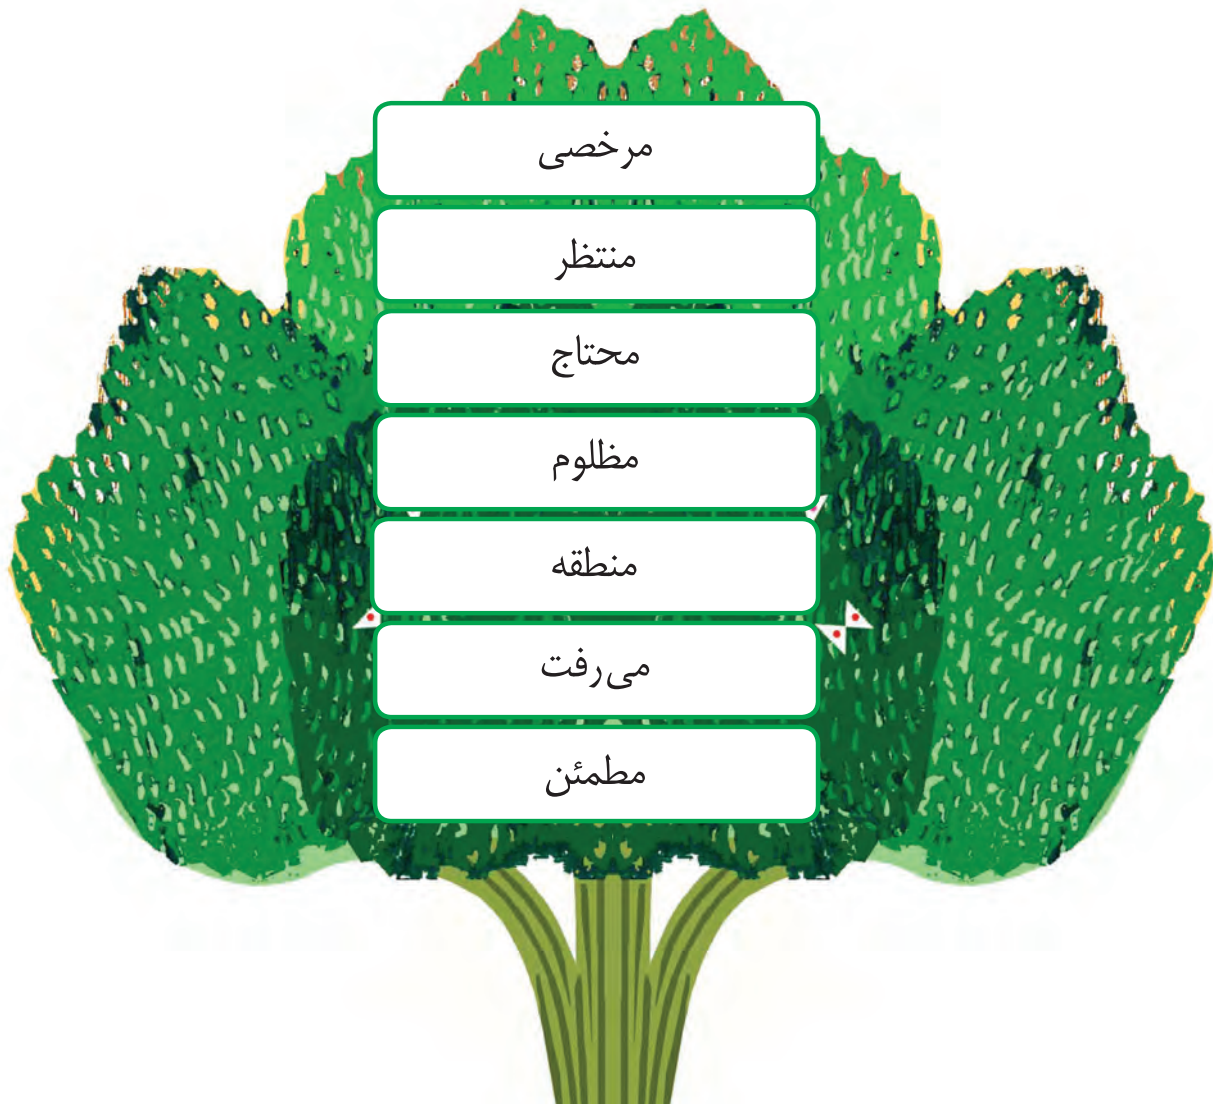 مرخصی
منتظر
محتاج
مظلوم
منطقه
می‌رفت
مطمئن